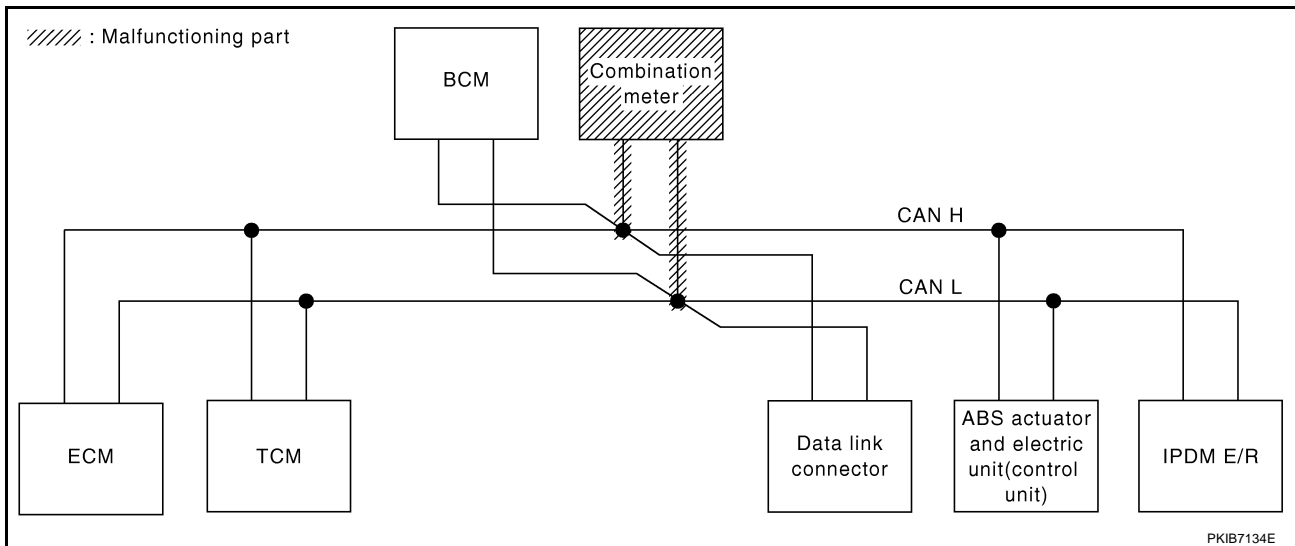 : Malfunctioning part
BCM
Combination
meter
CAN H
CAN L
ECM
TCM
Data link
connector
ABS actuator
and electric
unit(control
unit)
IPDM E/R
PKIB7134E